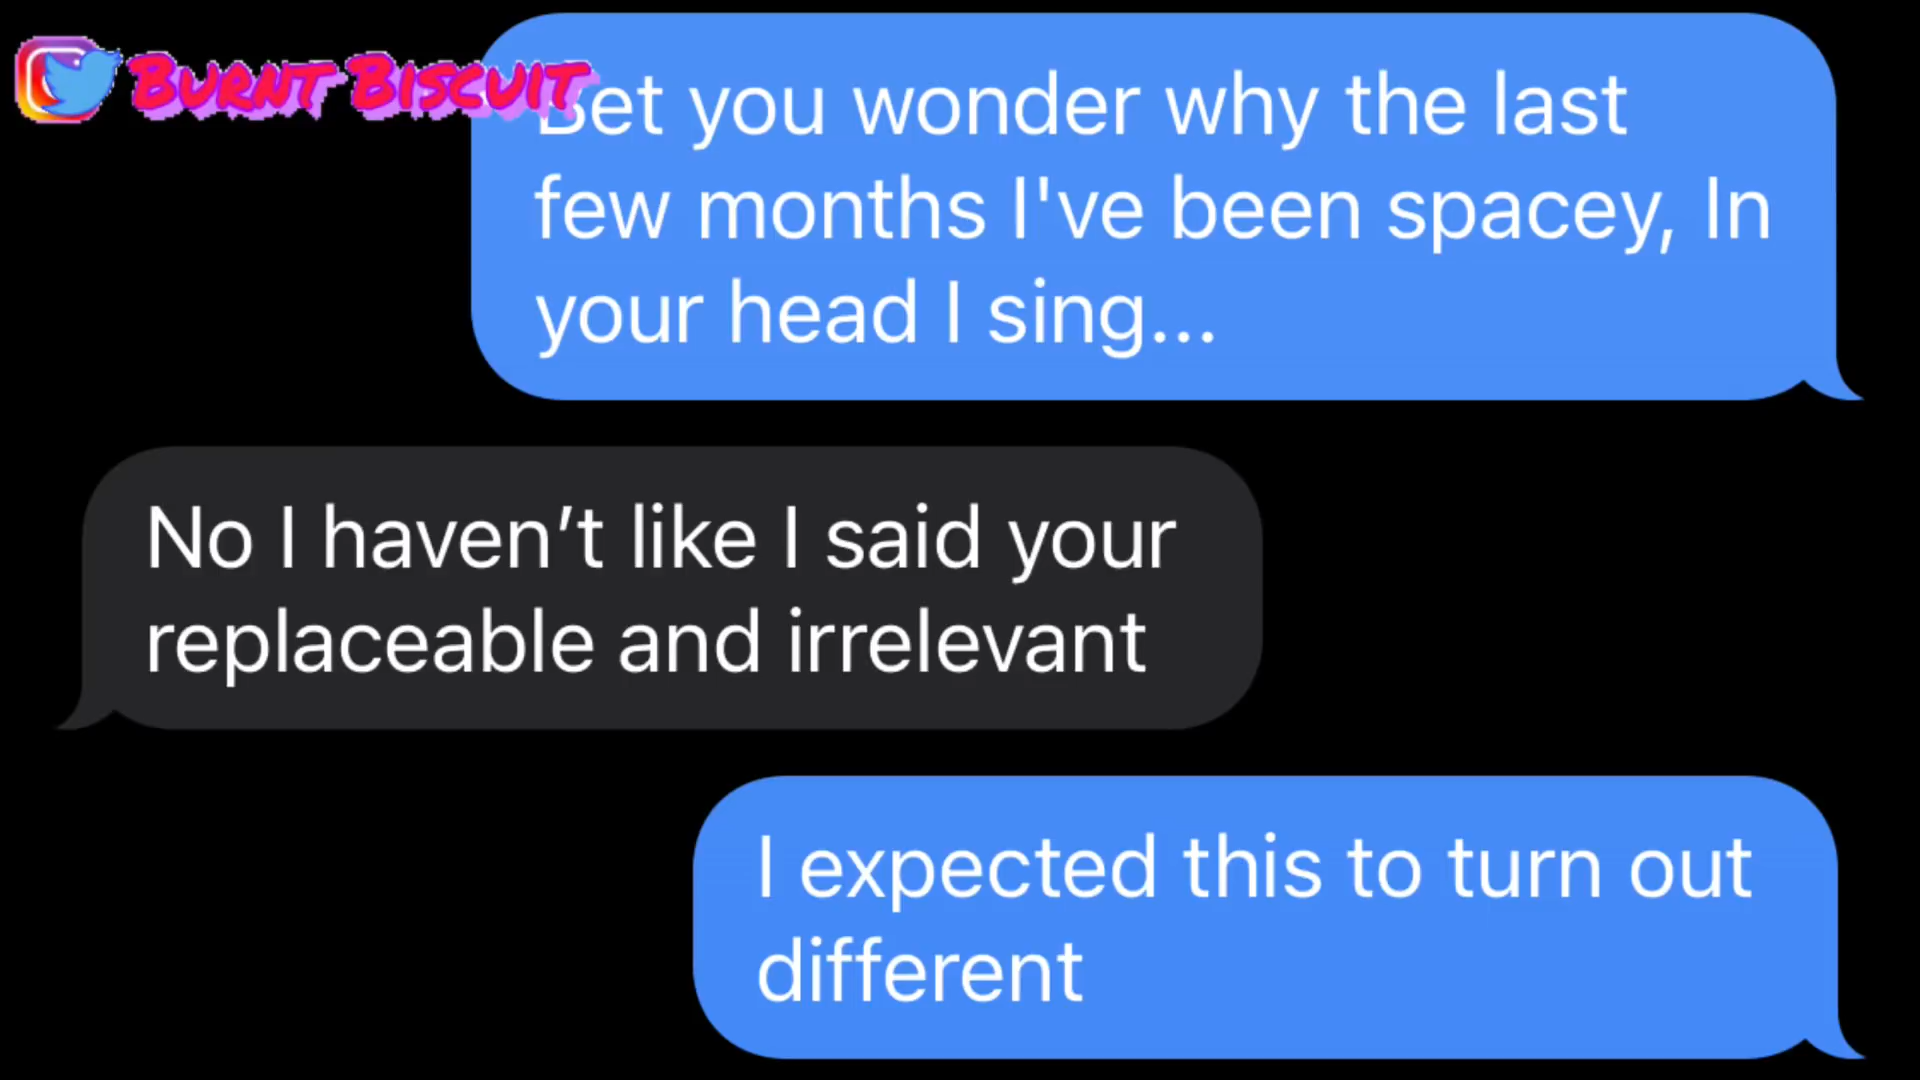 BURNT BISCUIT
Bet you wonder why the last
few months I've been spacey, In
your head I sing...
No I haven’t like I said your
replaceable and irrelevant
I expected this to turn out
different